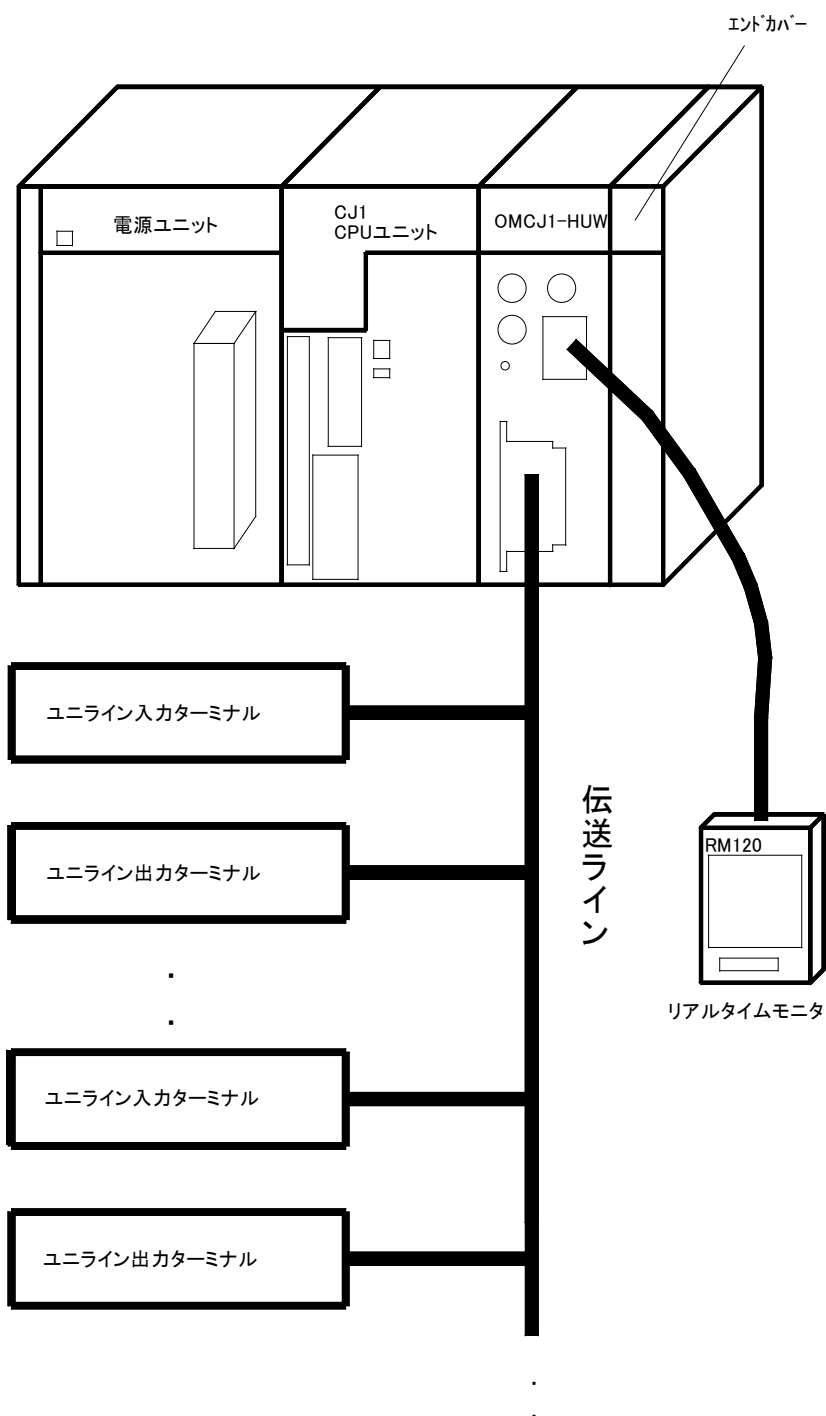 ｴﾝﾄﾞｶﾊﾞｰ
電源ユニット
CJ1
CPUユニット
OMCJ1-HUW
ユニライン入力ターミナル
伝送ライン
ユニライン出力ターミナル
RM120
リアルタイムモニタ
ユニライン入力ターミナル
ユニライン出力ターミナル